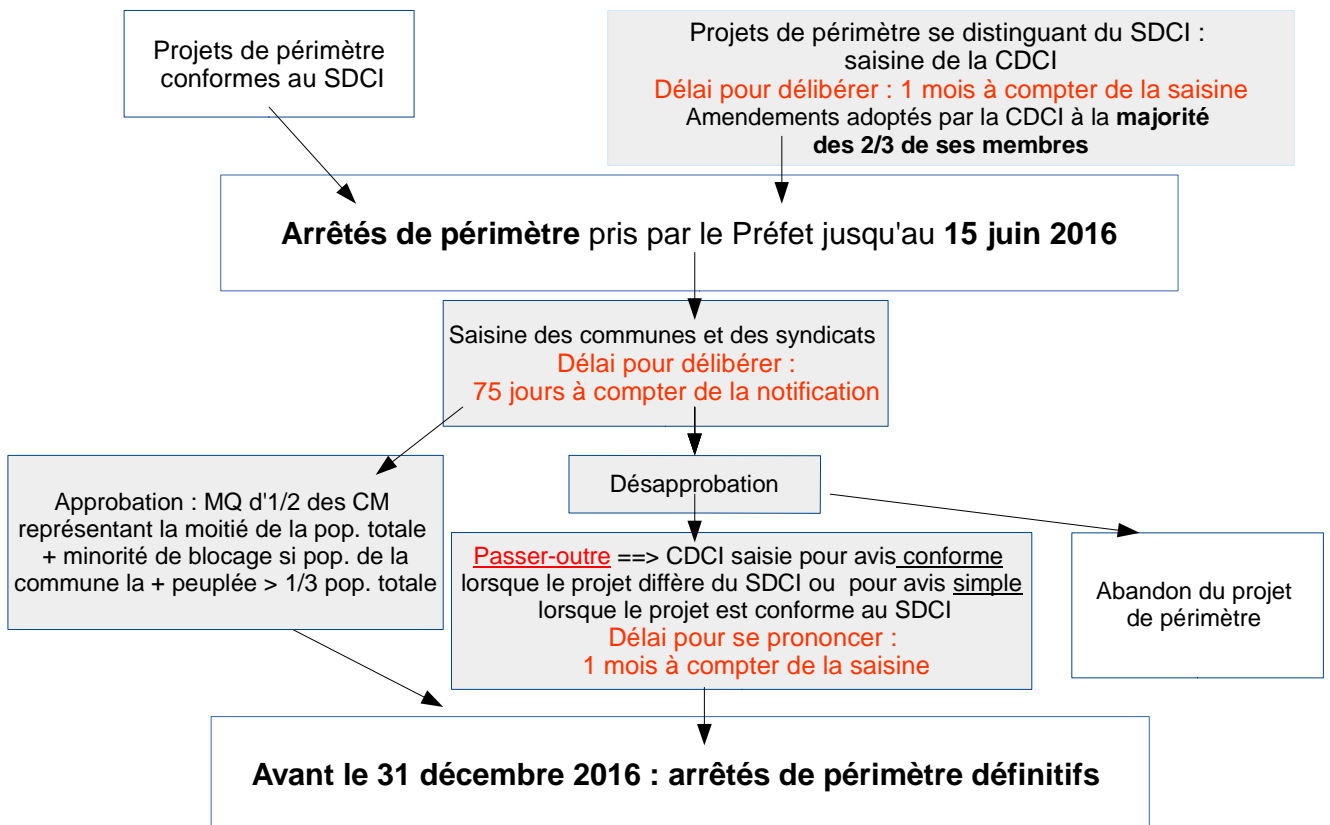 Projets de périmètre
conformes au SDCI
Projets de périmètre se distinguant du SDCI :
saisine de la CDCI
Délai pour délibérer : 1 mois à compter de la saisine
Amendements adoptés par la CDCI à la majorité
des 2/3 de ses membres
Arrêtés de périmètre pris par le Préfet jusqu'au 15 juin 2016
Saisine des communes et des syndicats
Délai pour délibérer :
75 jours à compter de la notification
Approbation : MQ d'1/2 des CM
représentant la moitié de la pop. totale
+ minorité de blocage si pop. de la
commune la + peuplée > 1/3 pop. totale
Désapprobation
Passer-outre ==> CDCI saisie pour avis conforme
lorsque le projet diffère du SDCI ou pour avis simple
lorsque le projet est conforme au SDCI
Délai pour se prononcer :
1 mois à compter de la saisine
Abandon du projet
de périmètre
Avant le 31 décembre 2016 : arrêtés de périmètre définitifs